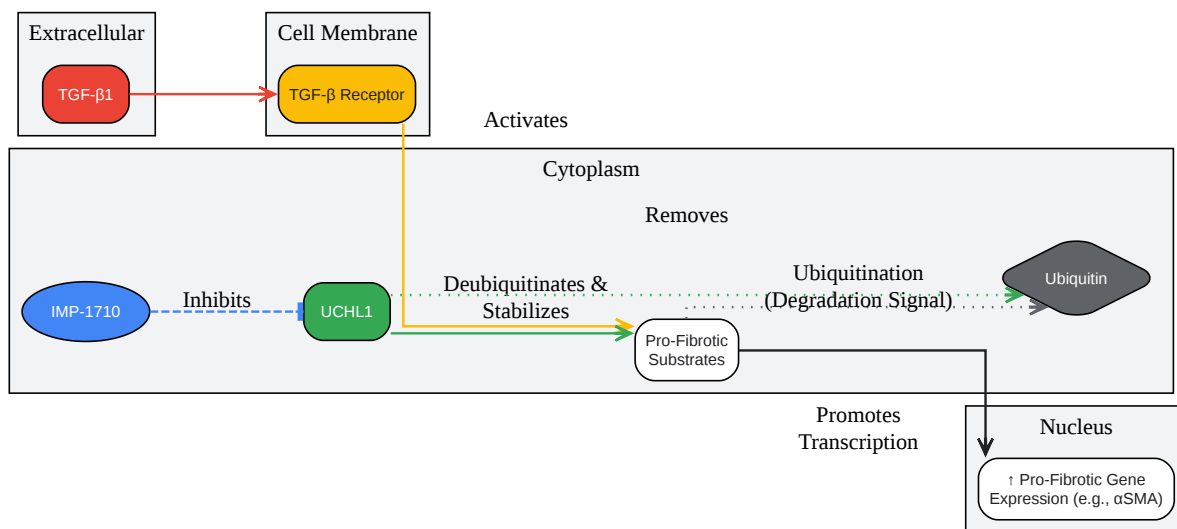 Extracellular
Cell Membrane
TGF-β1
TGF-β Receptor
Activates
Cytoplasm
Removes
IMP-1710
Inhibits
UCHL1
Deubiquitinates &
Stabilizes
Ubiquitination
(Degradation Signal)
Ubiquitin
Pro-Fibrotic
Substrates
Promotes
Transcription
Nucleus
↑ Pro-Fibrotic Gene
Expression (e.g., αSMA)